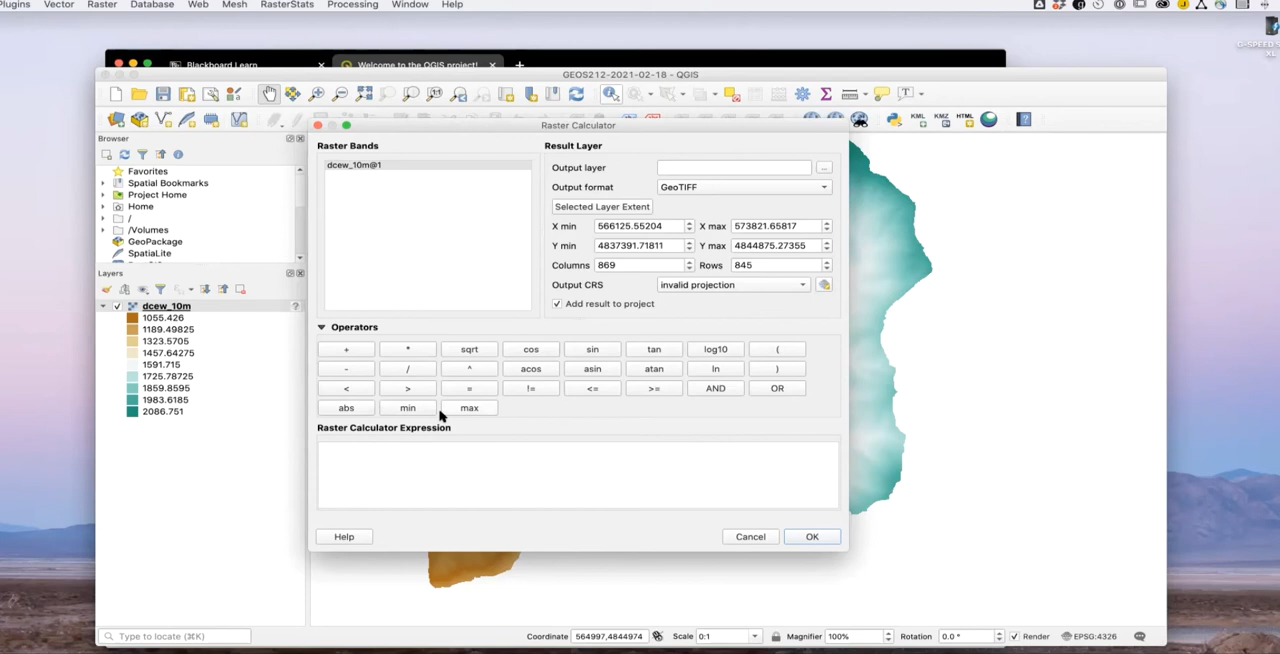 Plugins Vector Raster Database Web Mesh RasterStats Processing Window Help
G-SPEED S
XL
Blackboard Learn × Welcome to the QGIS project! × +
GEOS212-2021-02-18 - QGIS
Raster Calculator
Browser
Favorites
Spatial Bookmarks
Project Home
Home
/
/Volumes
GeoPackage
SpatiaLite
Layers
dcew_10m ?
1055.426
1189.49825
1323.5705
1457.64275
1591.715
1725.78725
1859.8595
1983.6185
2086.751
Raster Bands
dcew_10m@1
Result Layer
Output layer ...
Output format GeoTIFF
Selected Layer Extent
X min 566125.55204 X max 573821.65817
Y min 4837391.71811 Y max 4844875.27355
Columns 869 Rows 845
Output CRS invalid projection
Add result to project
Operators
+ * sqrt cos sin tan log10 (
- / ^ acos asin atan ln )
< > = != <= >= AND OR
abs min max
Raster Calculator Expression
Help Cancel OK
KML KMZ HTML
Type to locate (⌘K) Coordinate 564997,4844974 Scale 0:1 Magnifier 100% Rotation 0.0 ° Render EPSG:4326